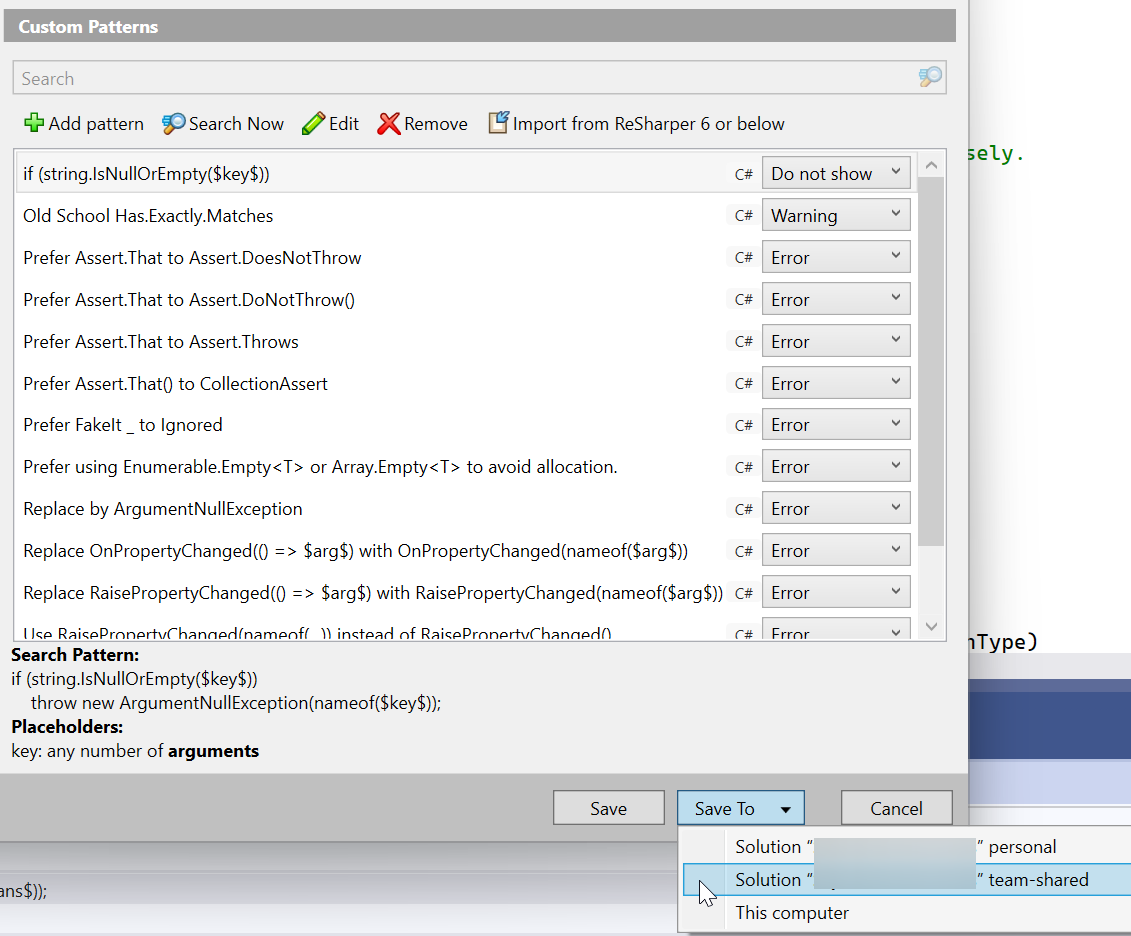 Custom Patterns
Search
Add pattern Search Now Edit Remove Import from ReSharper 6 or below
sely.
if (string.IsNullOrEmpty($key$)) C# Do not show
Old School Has.Exactly.Matches C# Warning
Prefer Assert.That to Assert.DoesNotThrow C# Error
Prefer Assert.That to Assert.DoNotThrow() C# Error
Prefer Assert.That to Assert.Throws C# Error
Prefer Assert.That() to CollectionAssert C# Error
Prefer FakeIt _ to Ignored C# Error
Prefer using Enumerable.Empty<T> or Array.Empty<T> to avoid allocation. C# Error
Replace by ArgumentNullException C# Error
Replace OnPropertyChanged(() => $arg$) with OnPropertyChanged(nameof($arg$)) C# Error
Replace RaisePropertyChanged(() => $arg$) with RaisePropertyChanged(nameof($arg$)) C# Error
Use RaisePropertyChanged(nameof(_)) instead of RaisePropertyChanged() C# Error
nType)
Search Pattern:
if (string.IsNullOrEmpty($key$))
throw new ArgumentNullException(nameof($key$));
Placeholders:
key: any number of arguments
Save Save To Cancel
Solution “ ” personal
Solution “ ” team-shared
ans$));
This computer